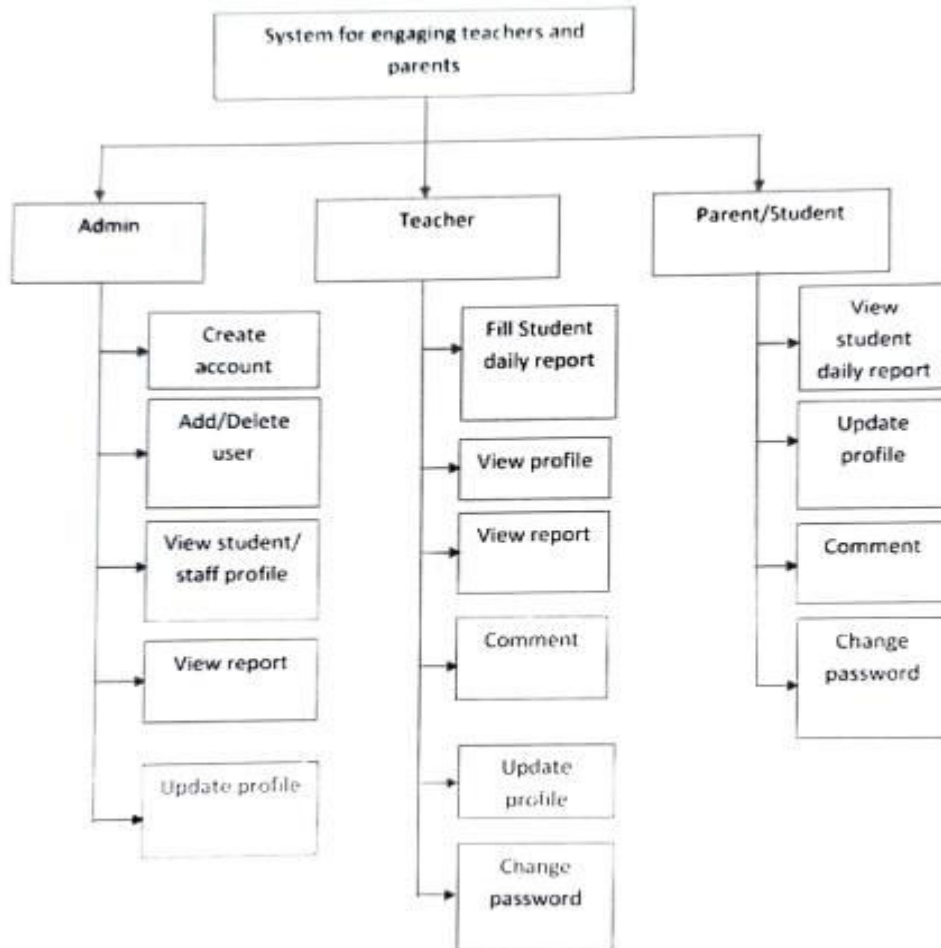 System for engaging teachers and
parents
Admin
Teacher
Parent/Student
Create
account
Add/Delete
user
View student/
staff profile
View report
Update profile
Fill Student
daily report
View profile
View report
Comment
Update
profile
Change
password
View
student
daily report
Update
profile
Comment
Change
password